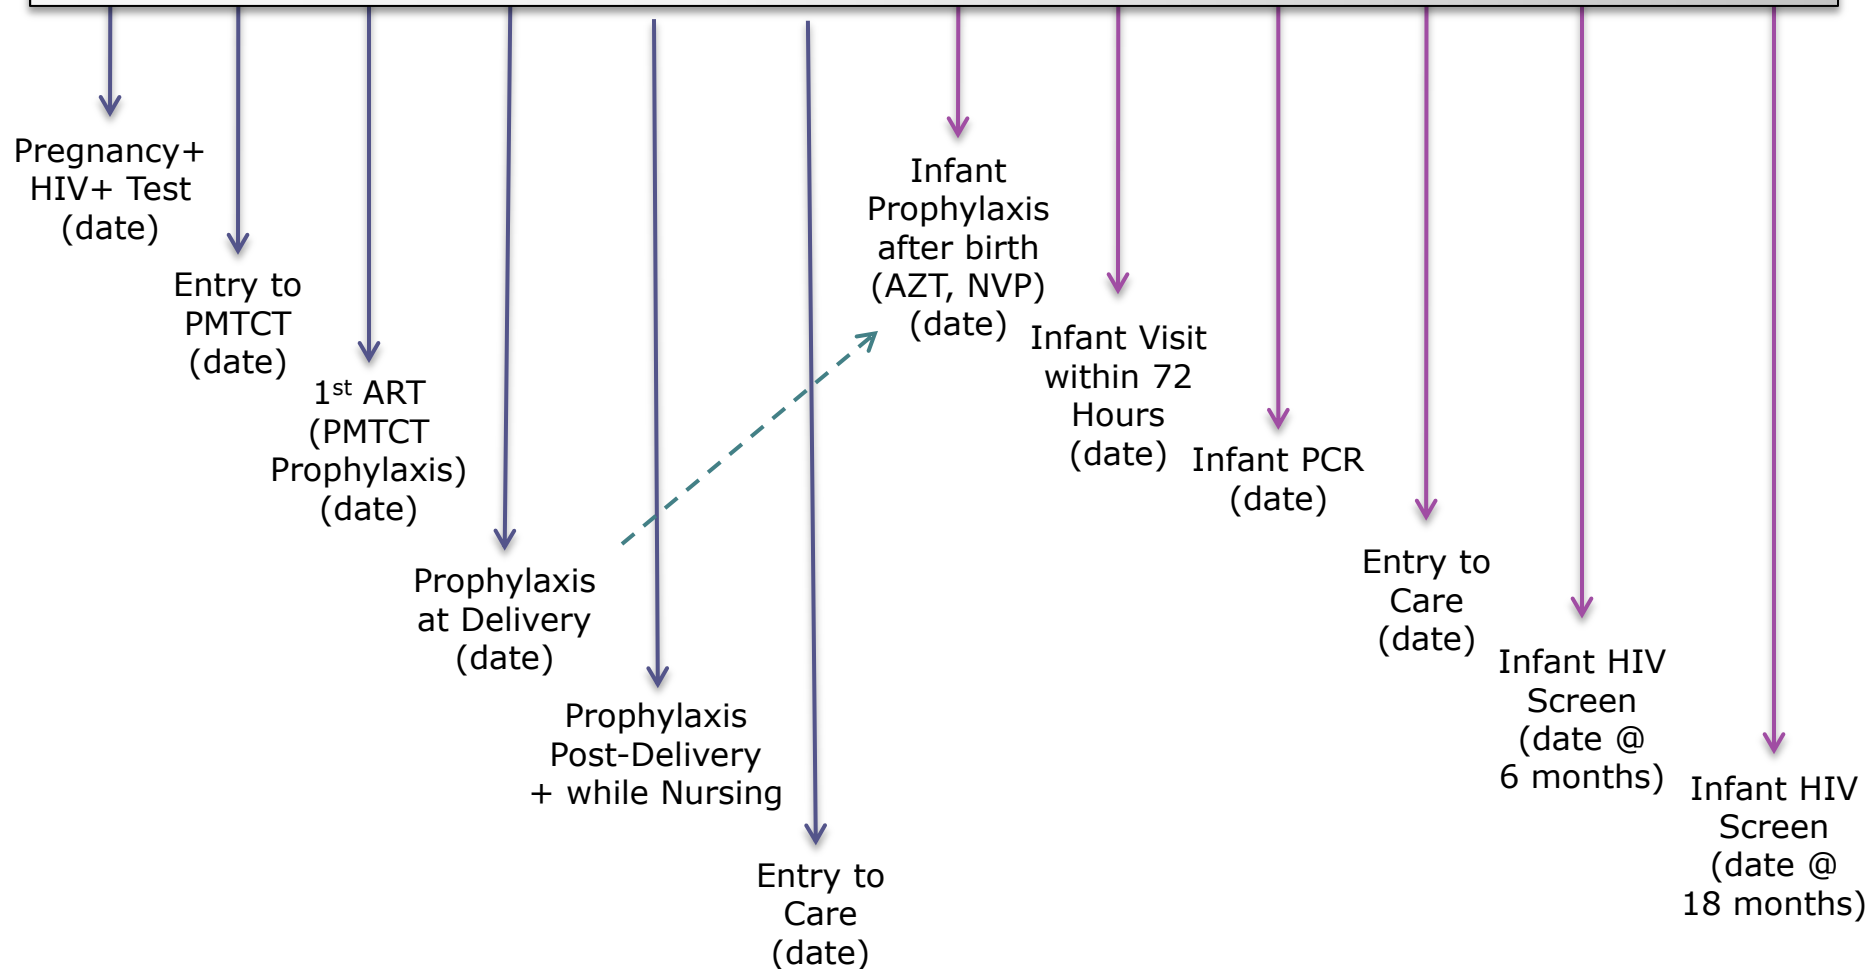 Pregnancy+
HIV+ Test
(date)
Entry to
PMTCT
(date)
1st ART
(PMTCT
Prophylaxis)
(date)
Prophylaxis
at Delivery
(date)
Prophylaxis
Post-Delivery
+ while Nursing
Entry to
Care
(date)
Infant
Prophylaxis
after birth
(AZT, NVP)
(date)
Infant Visit
within 72
Hours
(date)
Infant PCR
(date)
Entry to
Care
(date)
Infant HIV
Screen
(date @
6 months)
Infant HIV
Screen
(date @
18 months)